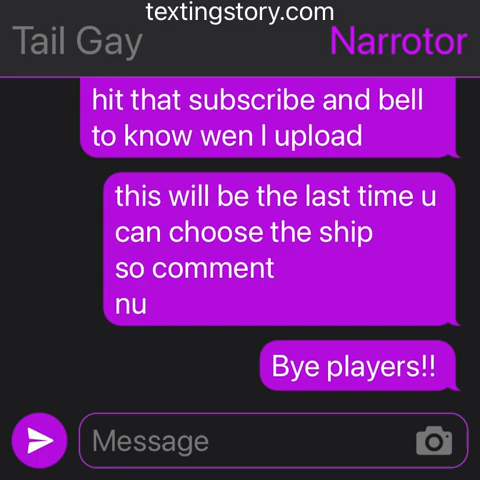 textingstory.com
Tail Gay
Narrotor
hit that subscribe and bell
to know wen I upload
this will be the last time u
can choose the ship
so comment
nu
Bye players!!
Message